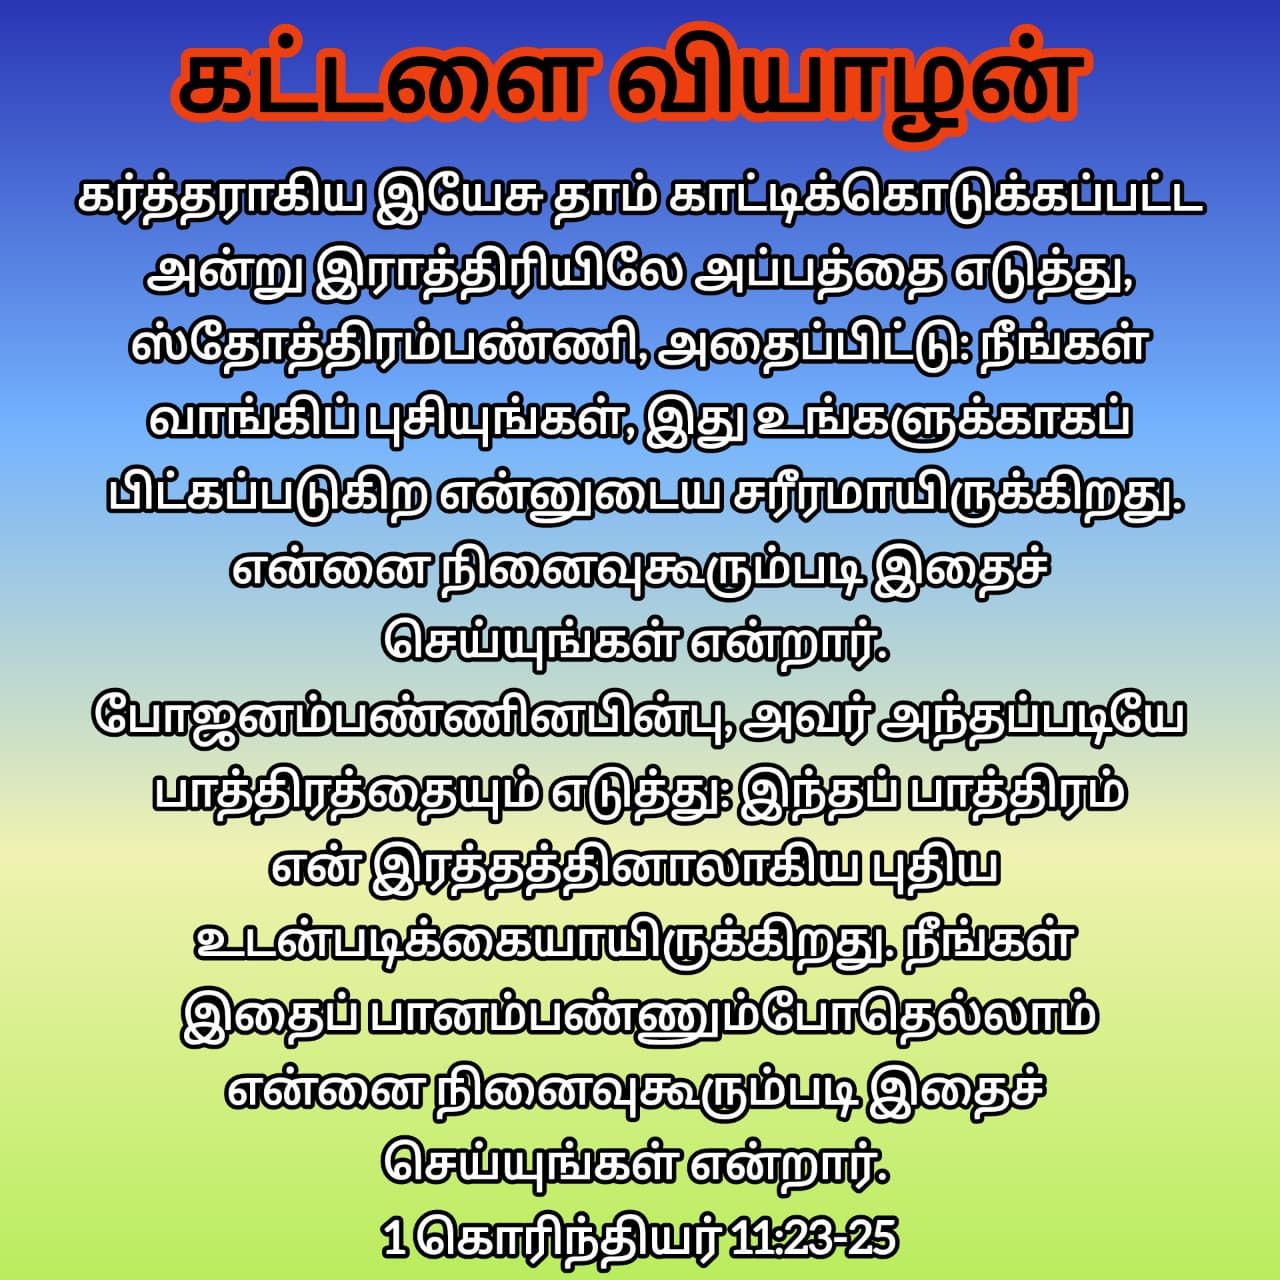 கட்டளை வியாழன்
கர்த்தராகிய இயேசு தாம் காட்டிக்கொடுக்கப்பட்ட
அன்று இராத்திரியிலே அப்பத்தை எடுத்து,
ஸ்தோத்திரம்பண்ணி, அதைப்பிட்டு: நீங்கள்
வாங்கிப் புசியுங்கள், இது உங்களுக்காகப்
பிட்கப்படுகிற என்னுடைய சரீரமாயிருக்கிறது.
என்னை நினைவுகூரும்படி இதைச்
செய்யுங்கள் என்றார்.
போஜனம்பண்ணினபின்பு, அவர் அந்தப்படியே
பாத்திரத்தையும் எடுத்து: இந்தப் பாத்திரம்
என் இரத்தத்தினாலாகிய புதிய
உடன்படிக்கையாயிருக்கிறது. நீங்கள்
இதைப் பானம்பண்ணும்போதெல்லாம்
என்னை நினைவுகூரும்படி இதைச்
செய்யுங்கள் என்றார்.
1 கொரிந்தியர் 11:23-25